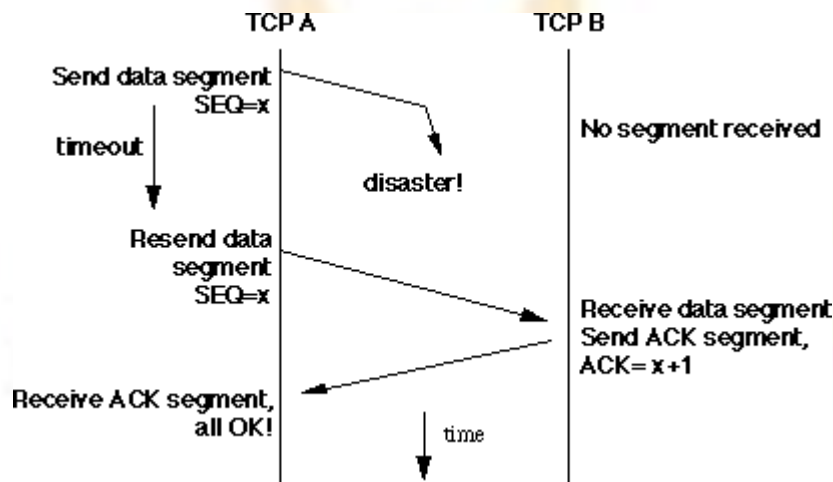 TCP A
TCP B
Send data segment
SEQ=x
No segment received
timeout
disaster!
Resend data
segment
SEQ=x
Receive data segment
Send ACK segment,
ACK= x+1
Receive ACK segment,
all OK!
time